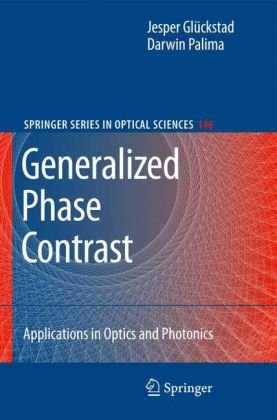 Jesper Glückstad
Darwin Palima
SPRINGER SERIES IN OPTICAL SCIENCES 146
Generalized
Phase
Contrast
Applications in Optics and Photonics
Springer